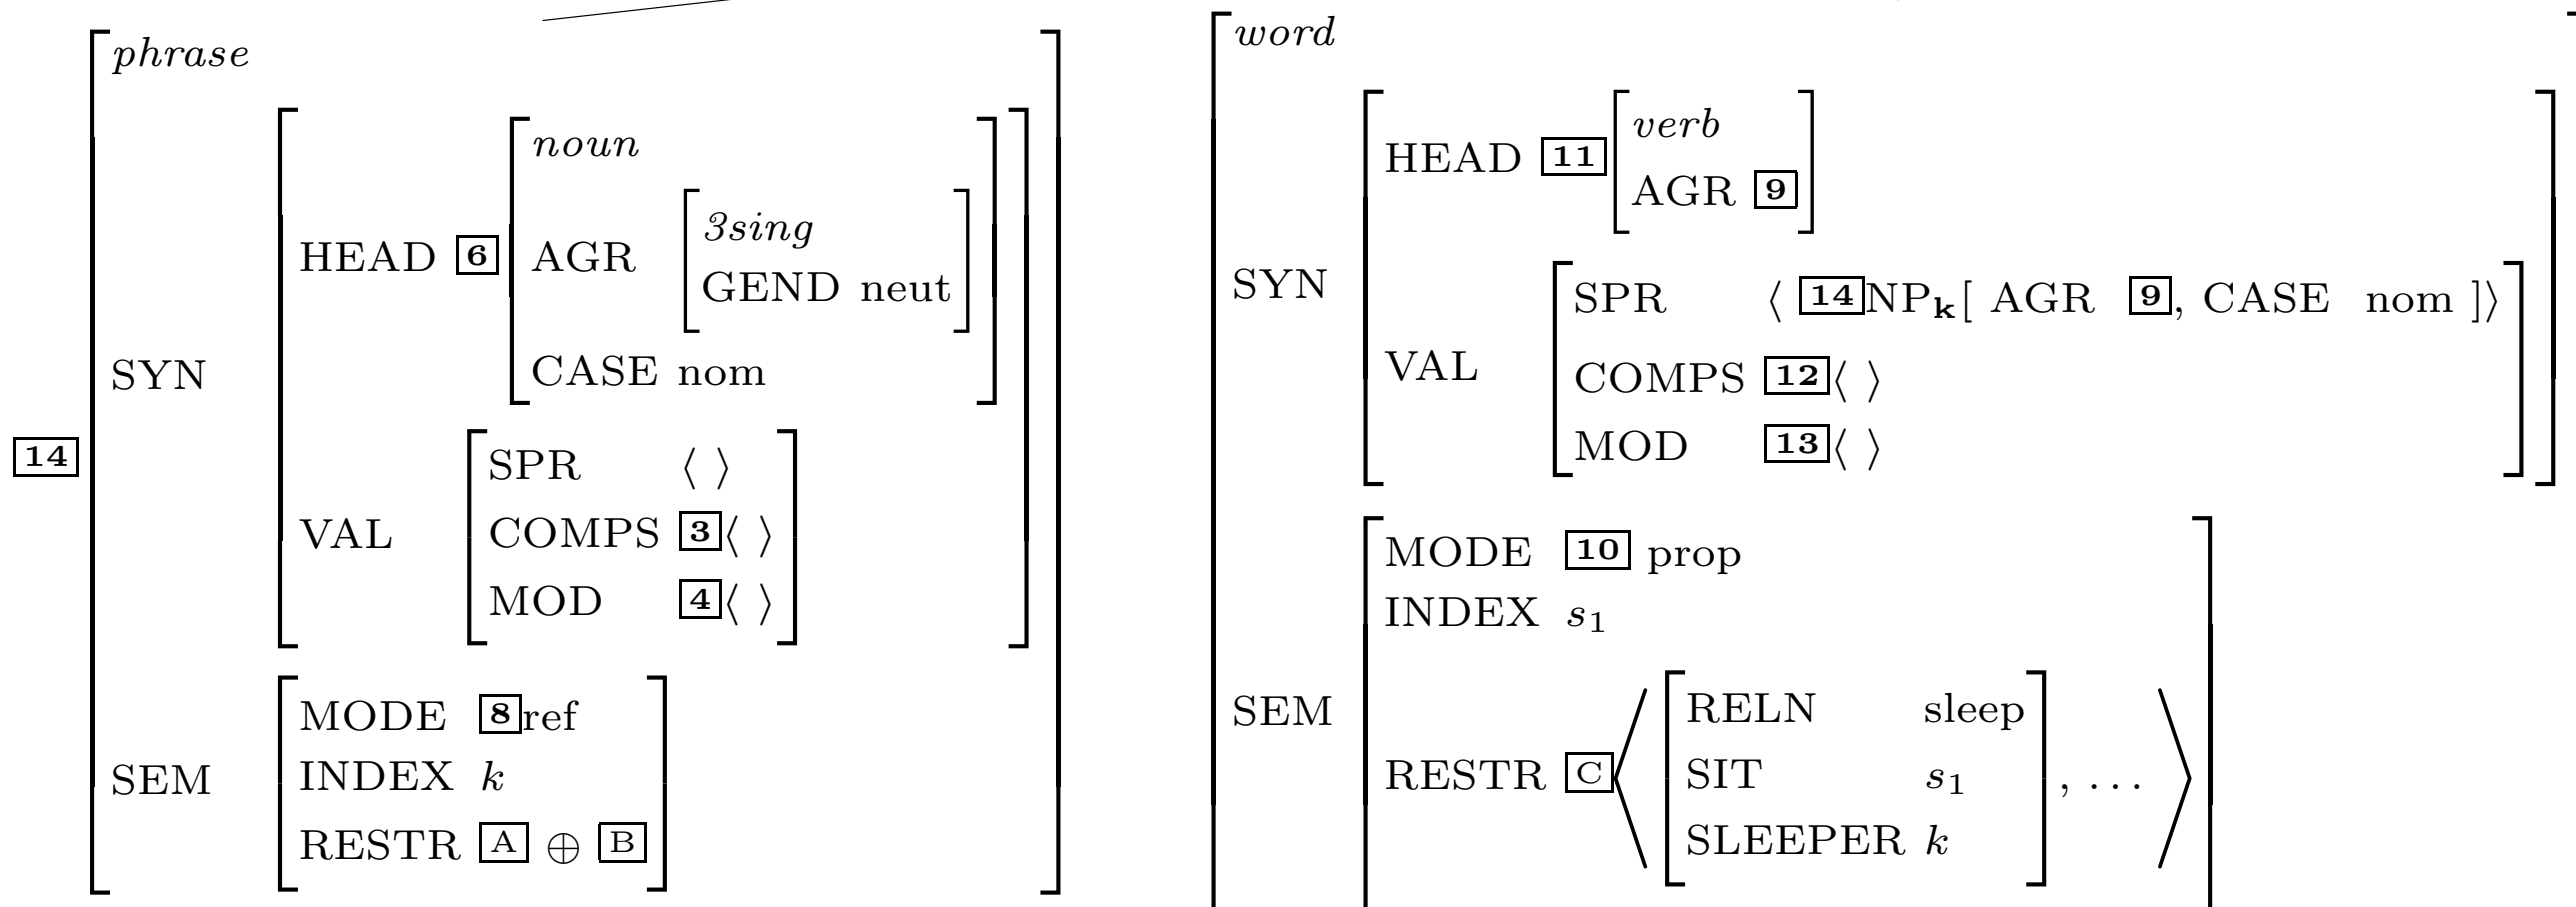 phrase
noun
HEAD 6
AGR
3sing
GEND neut
CASE nom
SYN
SPR ⟨ ⟩
VAL
COMPS 3⟨ ⟩
MOD 4⟨ ⟩
14
MODE 8ref
INDEX k
SEM
RESTR A ⊕ B
word
verb
HEAD 11
AGR 9
SYN
SPR ⟨ 14NPk[ AGR 9, CASE nom ]⟩
VAL
COMPS 12⟨ ⟩
MOD 13⟨ ⟩
MODE 10 prop
INDEX s1
SEM
RELN sleep
RESTR C⟨
SIT s1
, … ⟩
SLEEPER k